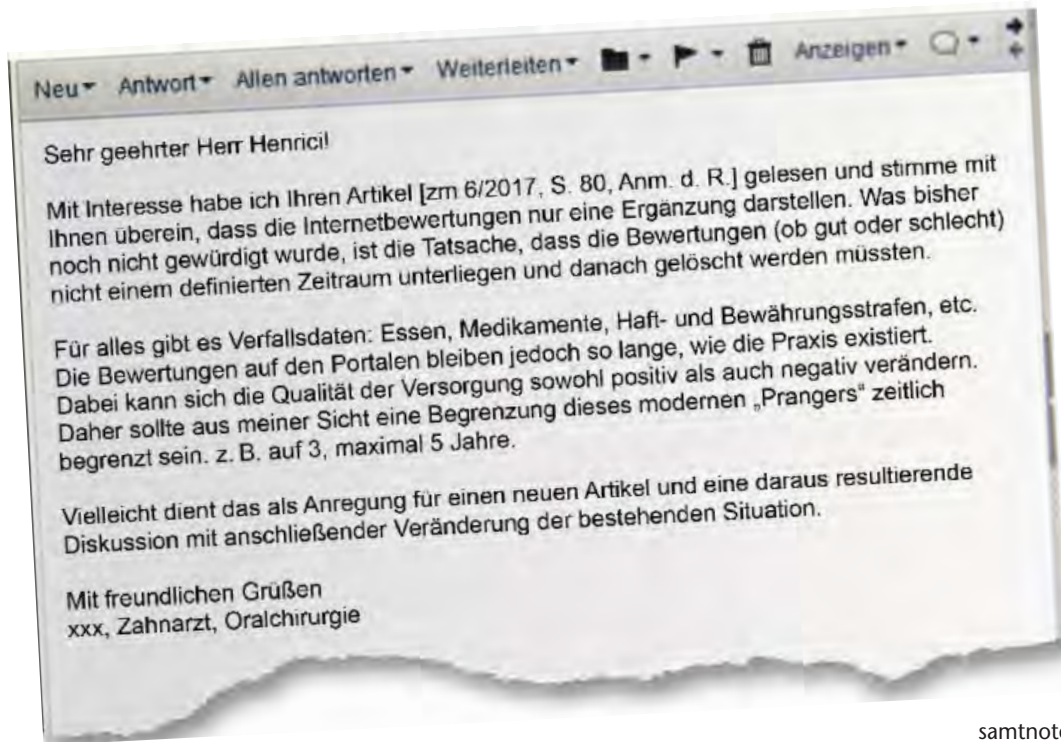 Neu Antwort Allen antworten Weiterleiten Anzeigen
Sehr geehrter Herr Henrici!
Mit Interesse habe ich Ihren Artikel [zm 6/2017, S. 80, Anm. d. R.] gelesen und stimme mit
Ihnen überein, dass die Internetbewertungen nur eine Ergänzung darstellen. Was bisher
noch nicht gewürdigt wurde, ist die Tatsache, dass die Bewertungen (ob gut oder schlecht)
nicht einem definierten Zeitraum unterliegen und danach gelöscht werden müssten.
Für alles gibt es Verfallsdaten: Essen, Medikamente, Haft- und Bewährungsstrafen, etc.
Die Bewertungen auf den Portalen bleiben jedoch so lange, wie die Praxis existiert.
Dabei kann sich die Qualität der Versorgung sowohl positiv als auch negativ verändern.
Daher sollte aus meiner Sicht eine Begrenzung dieses modernen „Prangers“ zeitlich
begrenzt sein. z. B. auf 3, maximal 5 Jahre.
Vielleicht dient das als Anregung für einen neuen Artikel und eine daraus resultierende
Diskussion mit anschließender Veränderung der bestehenden Situation.
Mit freundlichen Grüßen
xxx, Zahnarzt, Oralchirurgie